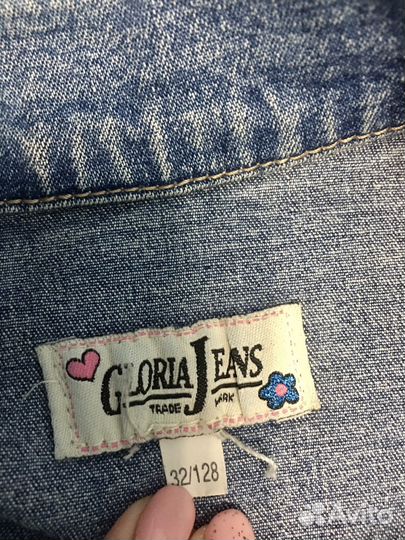 GLORIA JEANS
TRADE MARK
32/128
Avito